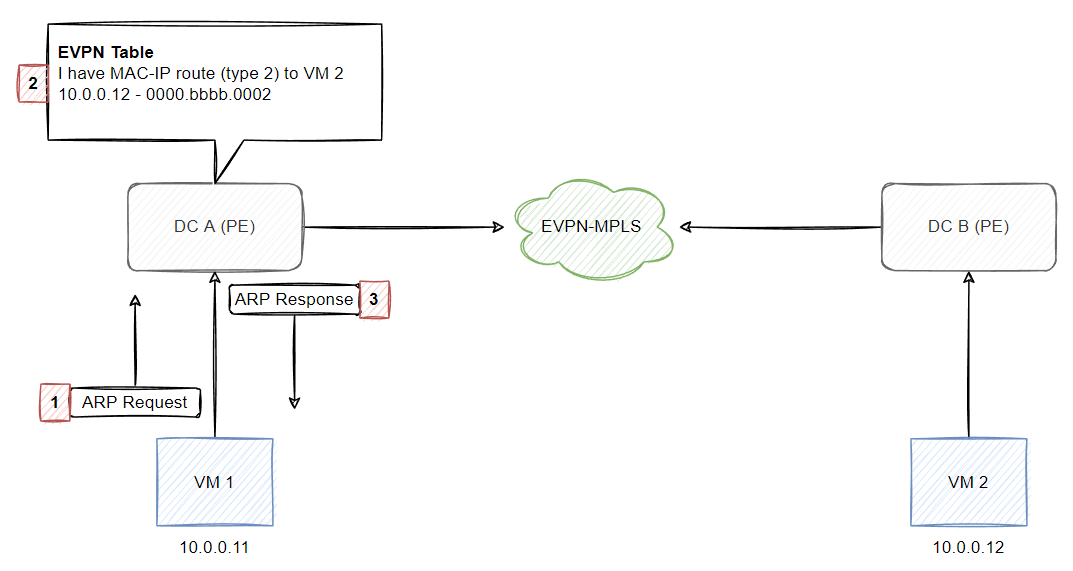 EVPN Table
I have MAC-IP route (type 2) to VM 2
2
10.0.0.12 - 0000.bbbb.0002
DC A (PE)
EVPN-MPLS
DC B (PE)
ARP Response
3
1
ARP Request
VM 1
VM 2
10.0.0.11
10.0.0.12